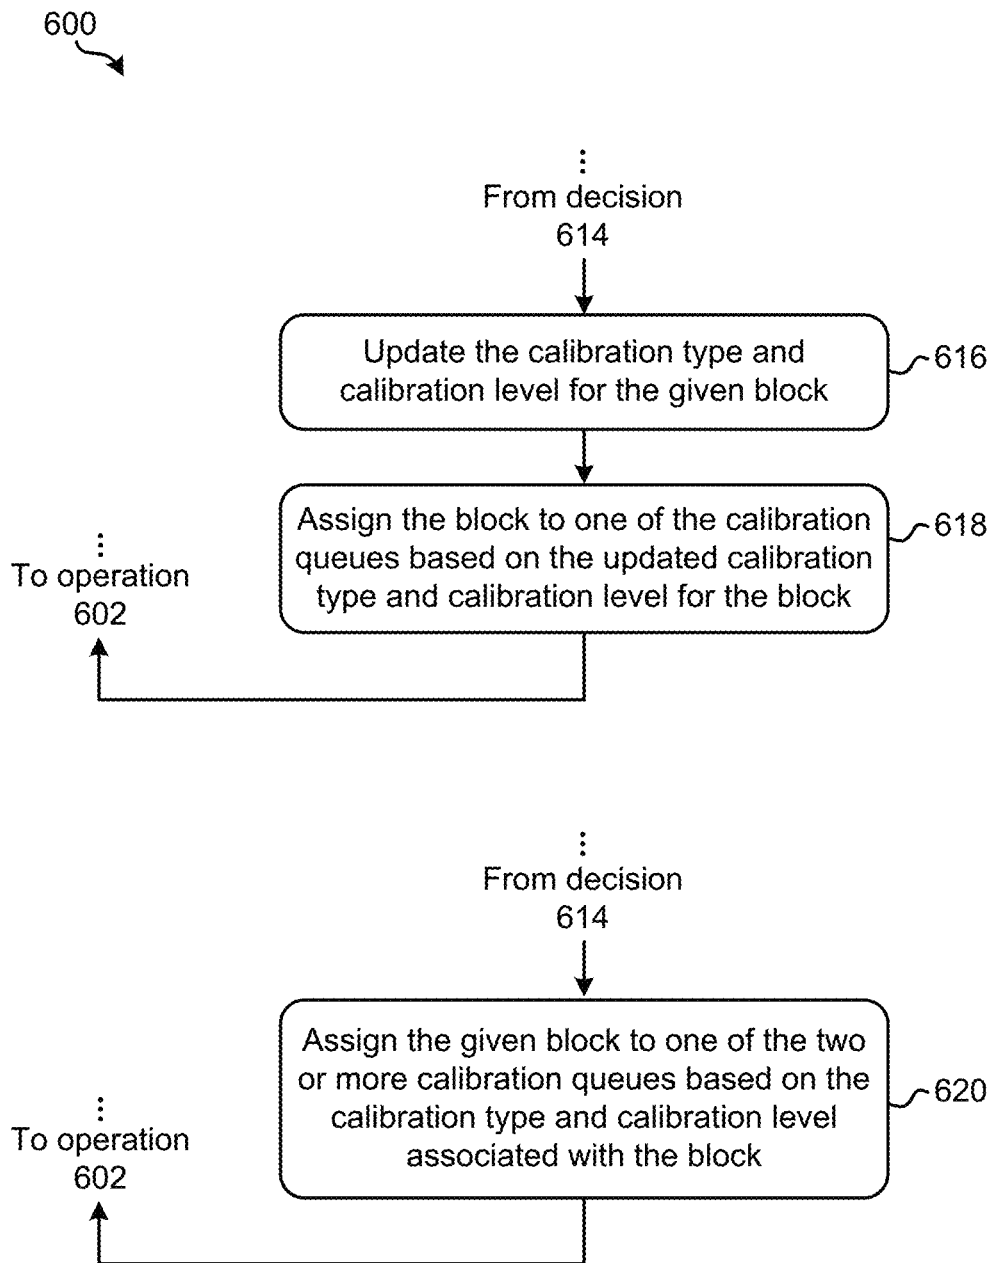 600
From decision
614
Update the calibration type and
calibration level for the given block
616
Assign the block to one of the calibration
queues based on the updated calibration
type and calibration level for the block
618
To operation
602
From decision
614
Assign the given block to one of the two
or more calibration queues based on the
calibration type and calibration level
associated with the block
620
To operation
602